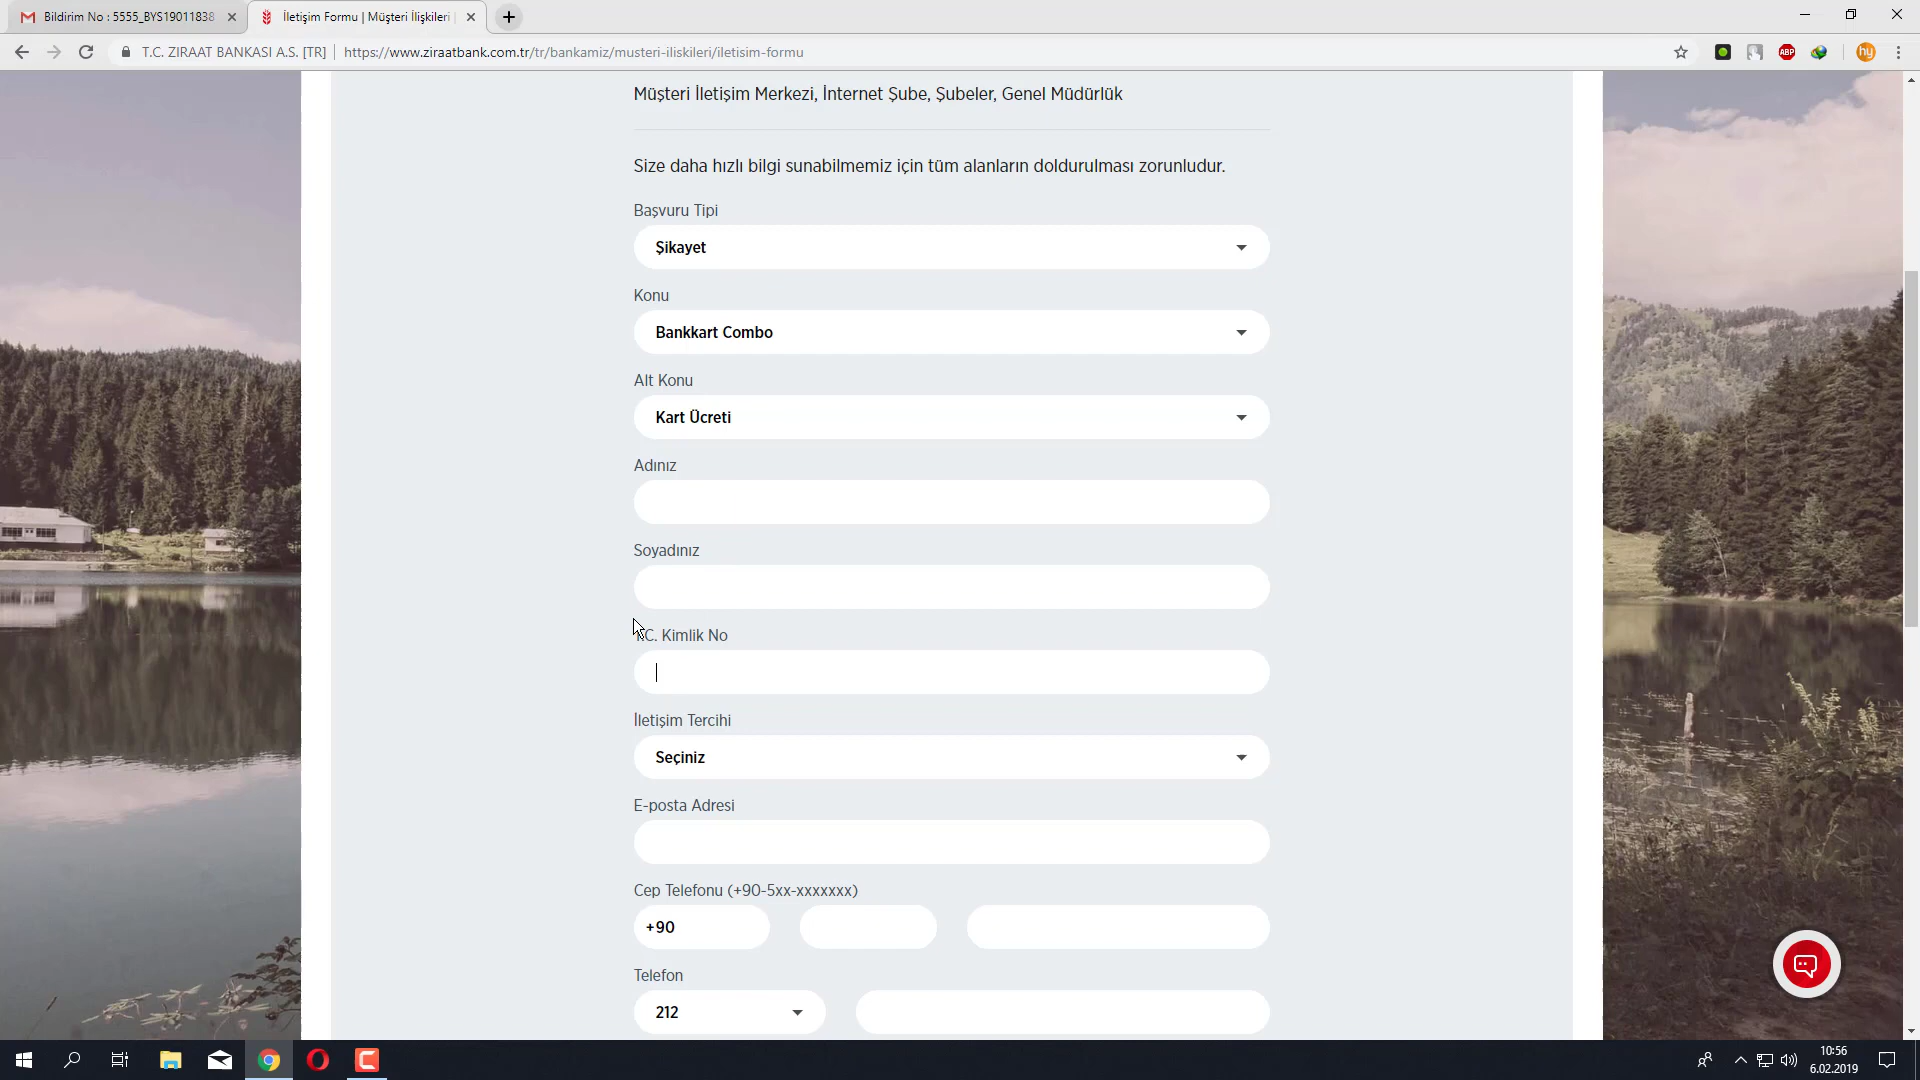 Bildirim No : 5555_BYS19011838
İletişim Formu | Müşteri İlişkileri |
T.C. ZIRAAT BANKASI A.S. [TR] | https://www.ziraatbank.com.tr/tr/bankamiz/musteri-iliskileri/iletisim-formu
ABP
hy
Müşteri İletişim Merkezi, İnternet Şube, Şubeler, Genel Müdürlük
Size daha hızlı bilgi sunabilmemiz için tüm alanların doldurulması zorunludur.
Başvuru Tipi
Şikayet
Konu
Bankkart Combo
Alt Konu
Kart Ücreti
Adınız
Soyadınız
T.C. Kimlik No
İletişim Tercihi
Seçiniz
E-posta Adresi
Cep Telefonu (+90-5xx-xxxxxxx)
+90
Telefon
212
10:56
6.02.2019